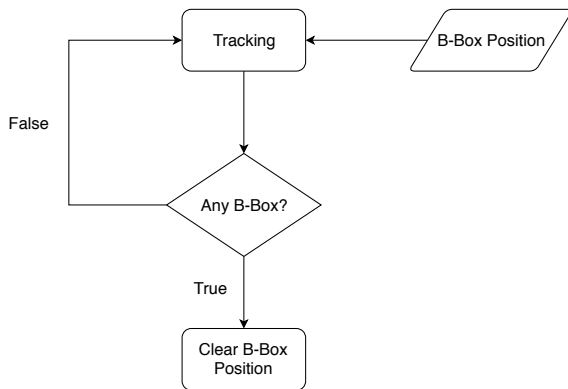 Tracking
B-Box Position
False
Any B-Box?
True
Clear B-Box
Position